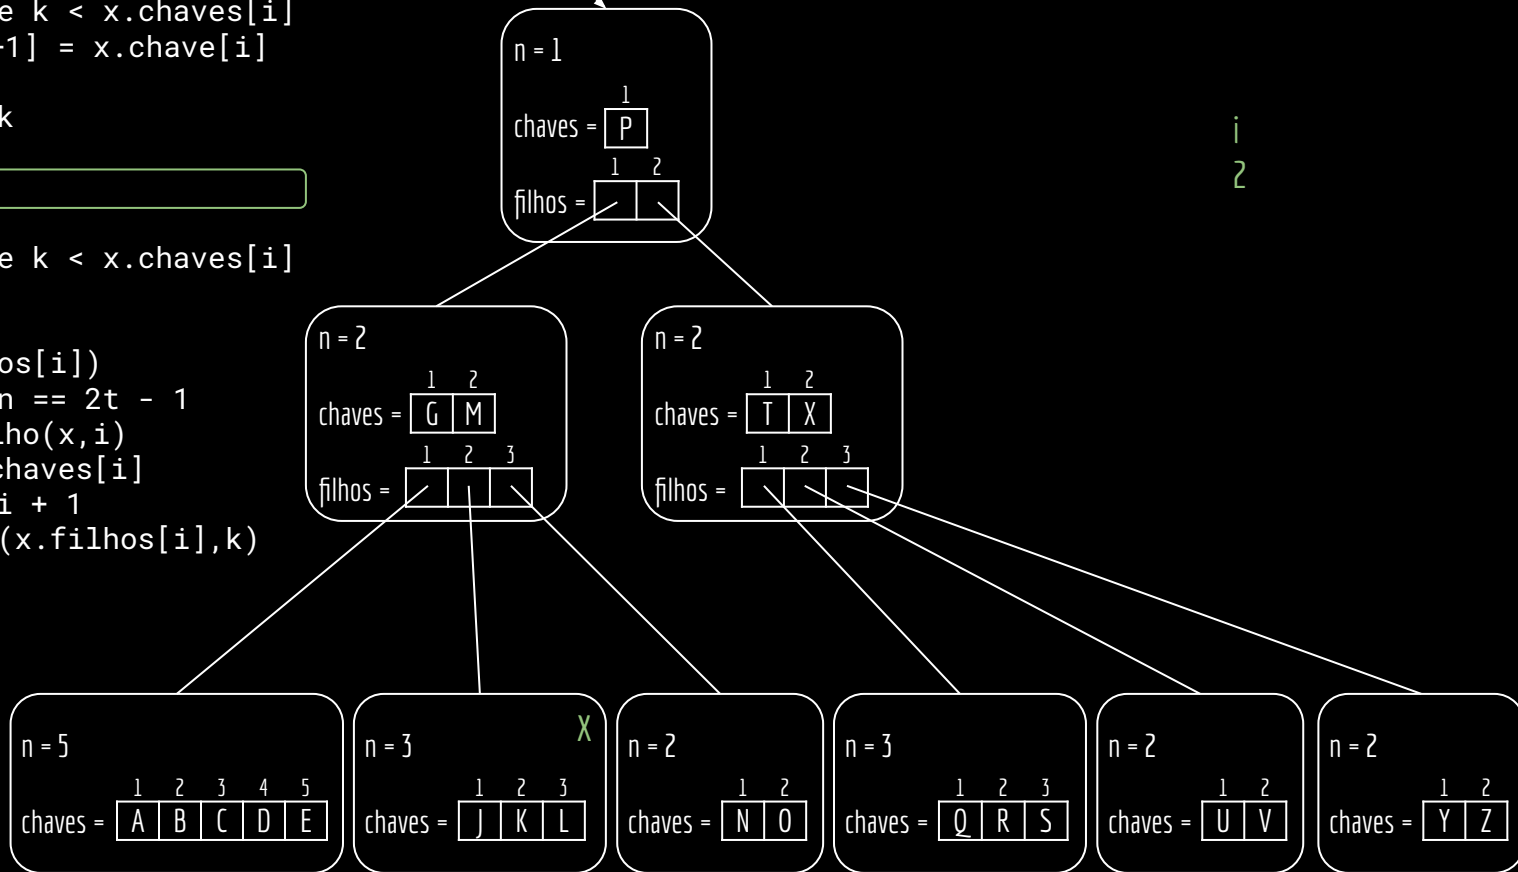 e k < x.chaves[i]
+1] = x.chave[i]
k
e k < x.chaves[i]
os[i])
n == 2t - 1
lho(x,i)
chaves[i]
i + 1
(x.filhos[i],k)
n = 1
1
chaves = P
1 2
filhos =
i
2
n = 2
1 2
chaves = G M
1 2 3
filhos =
n = 2
1 2
chaves = T X
1 2 3
filhos =
n = 5
1 2 3 4 5
chaves = A B C D E
n = 3
X
1 2 3
chaves = J K L
n = 2
1 2
chaves = N O
n = 3
1 2 3
chaves = Q R S
n = 2
1 2
chaves = U V
n = 2
1 2
chaves = Y Z